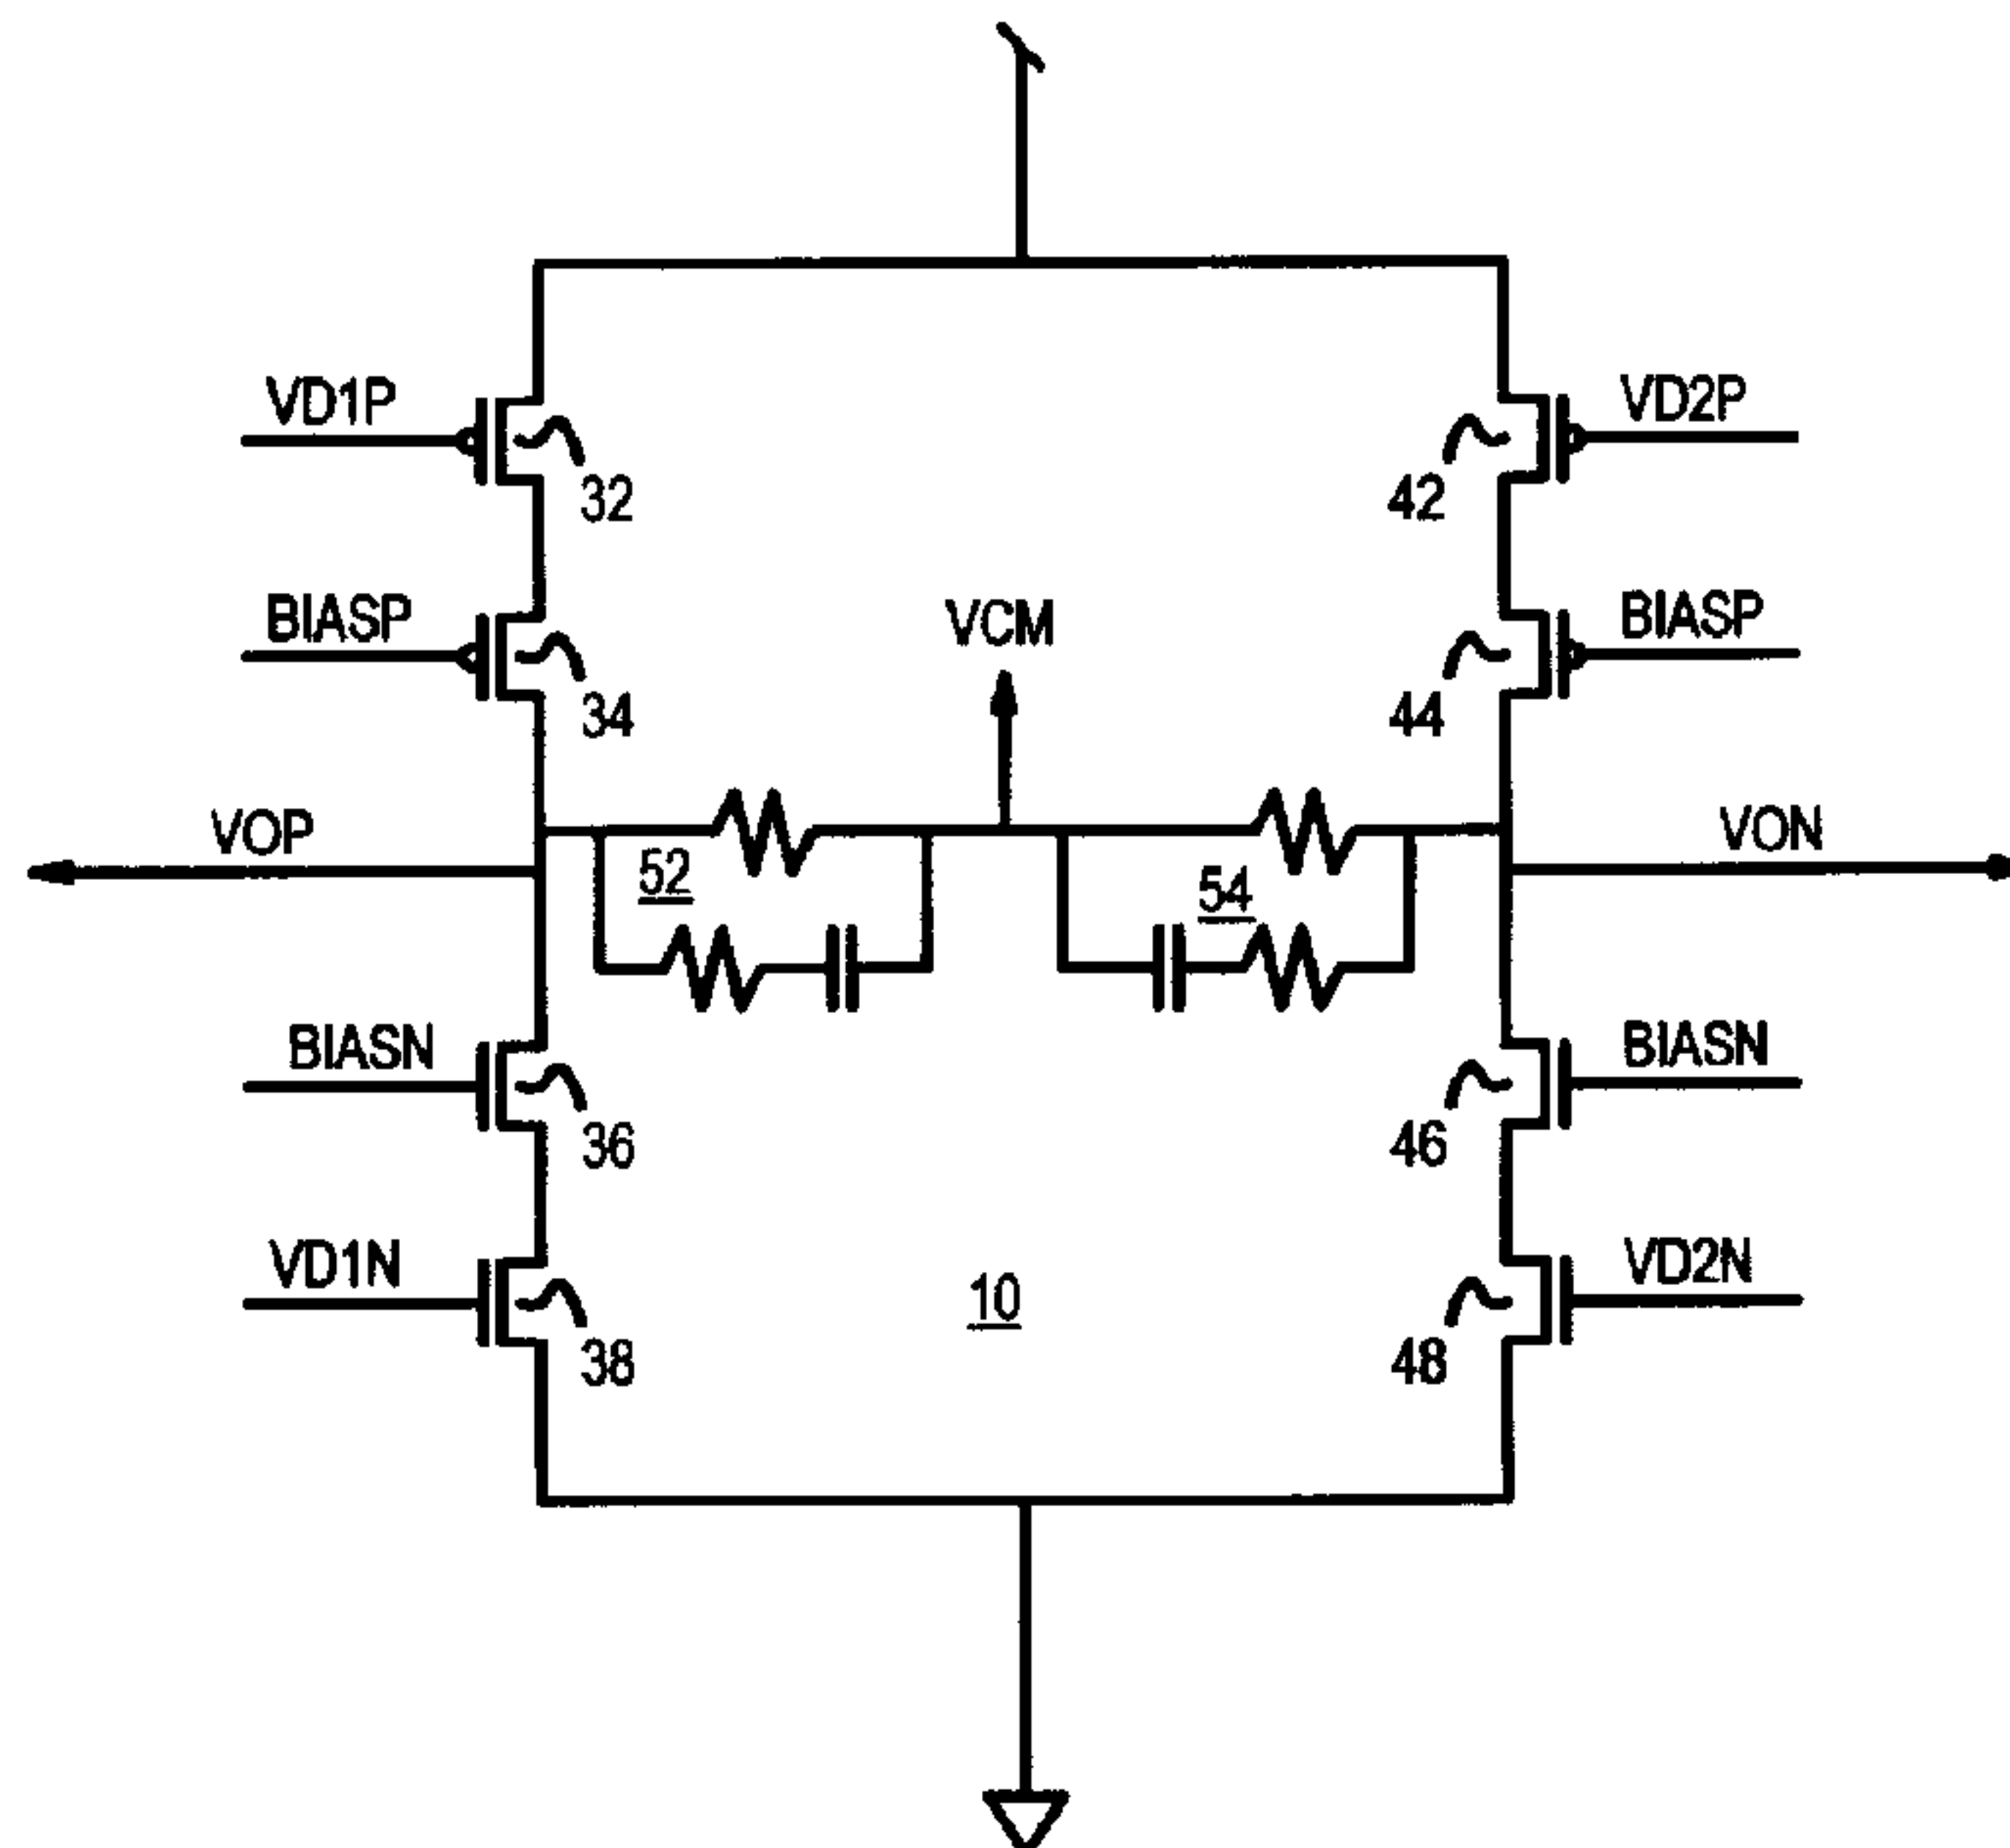 VD1P
VD2P
32
42
BIASP
BIASP
VCM
34
44
VOP
VON
52
54
BIASN
BIASN
36
46
VD1N
VD2N
10
38
48